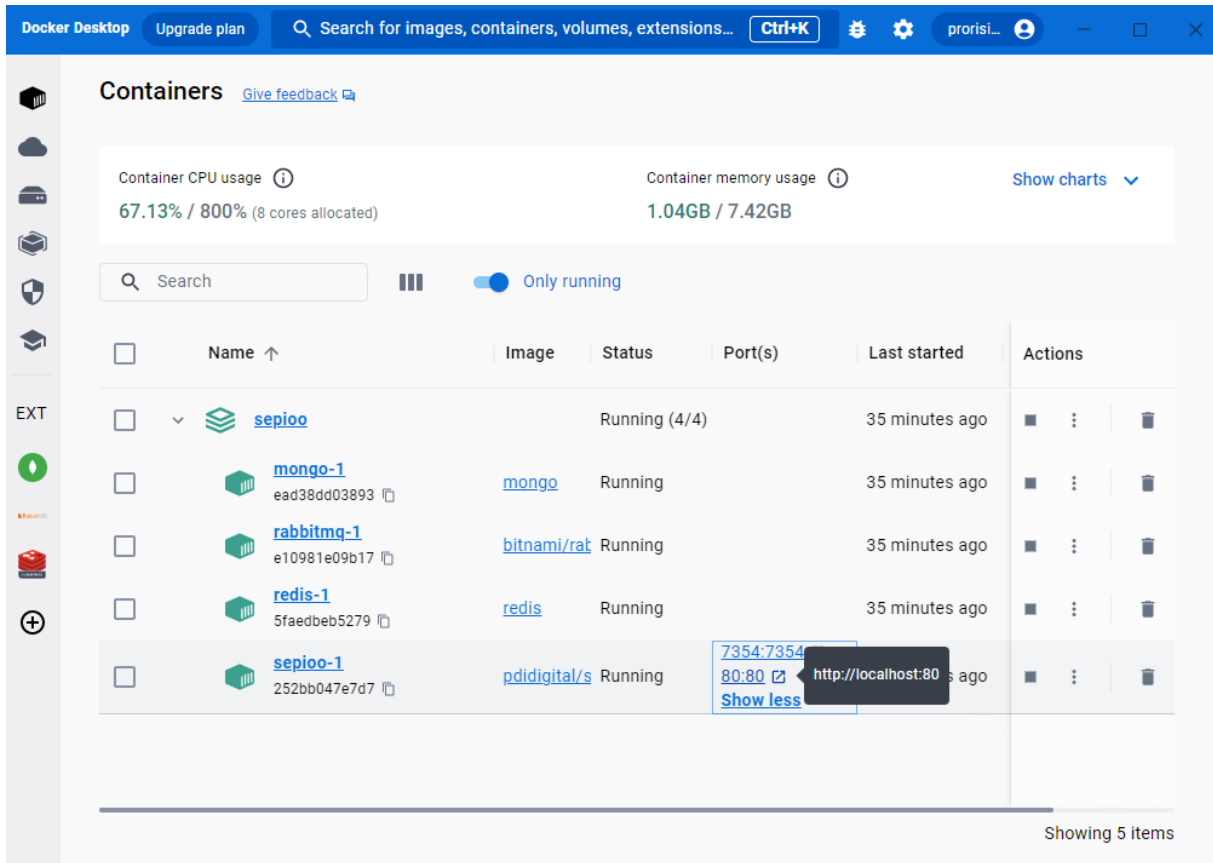 Docker Desktop Upgrade plan Search for images, containers, volumes, extensions... Ctrl+K prorisi...
Containers Give feedback
Container CPU usage Container memory usage Show charts
67.13% / 800% (8 cores allocated) 1.04GB / 7.42GB
Search Only running
Name Image Status Port(s) Last started Actions
EXT
sepioo Running (4/4) 35 minutes ago
mongo-1 mongo Running 35 minutes ago
ead38dd03893
rabbitmq-1 bitnami/rab Running 35 minutes ago
e10981e09b17
redis-1 redis Running 35 minutes ago
5faedbeb5279
7354:7354
sepioo-1 pdidigital/s Running 80:80 http://localhost:80 s ago
252bb047e7d7
Show less
Showing 5 items